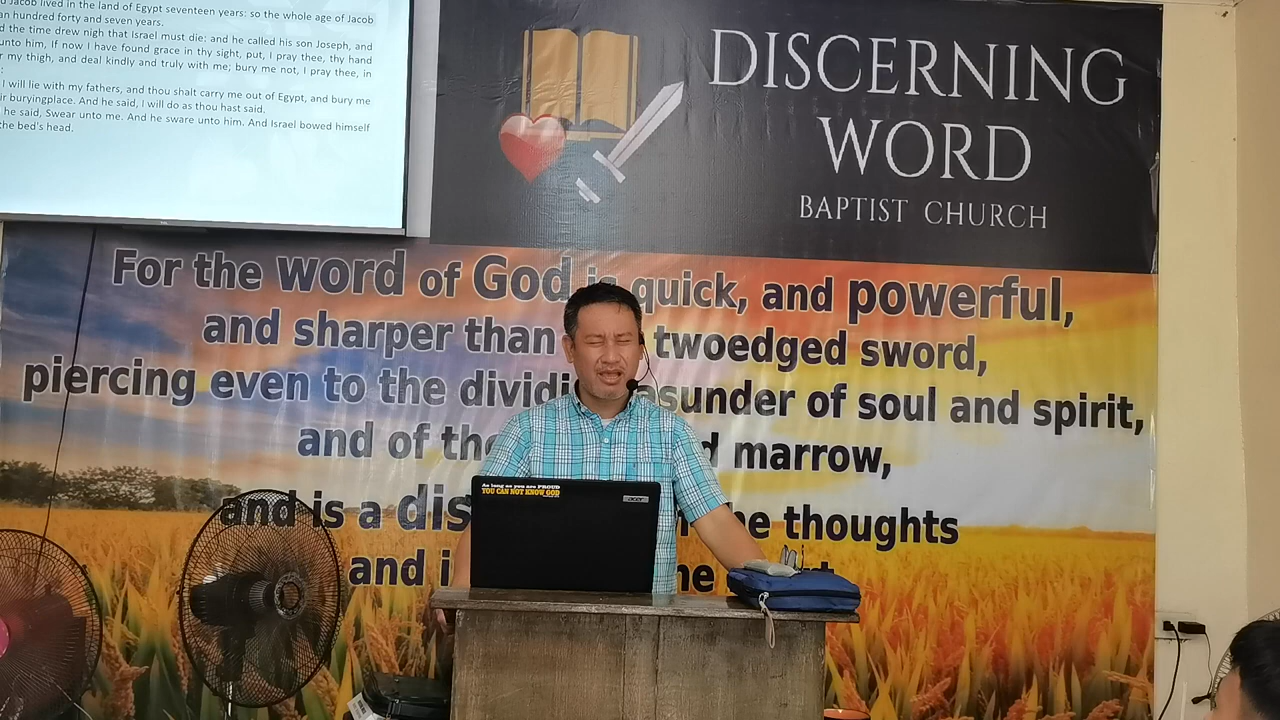 Jacob lived in the land of Egypt seventeen years: so the whole age of Jacob
an hundred forty and seven years.
the time drew nigh that Israel must die: and he called his son Joseph, and
unto him, If now I have found grace in thy sight, put, I pray thee, thy hand
my thigh, and deal kindly and truly with me; bury me not, I pray thee, in
:
I will lie with my fathers, and thou shalt carry me out of Egypt, and bury me
buryingplace. And he said, I will do as thou hast said.
he said, Swear unto me. And he sware unto him. And Israel bowed himself
the bed's head.
DISCERNING
WORD
BAPTIST CHURCH
For the word of God is quick, and powerful,
and sharper than twoedged sword,
piercing even to the dividi asunder of soul and spirit,
and of the d marrow,
and is a dis he thoughts
and i he
As long as you are PROUD
YOU CAN NOT KNOW GOD
acer